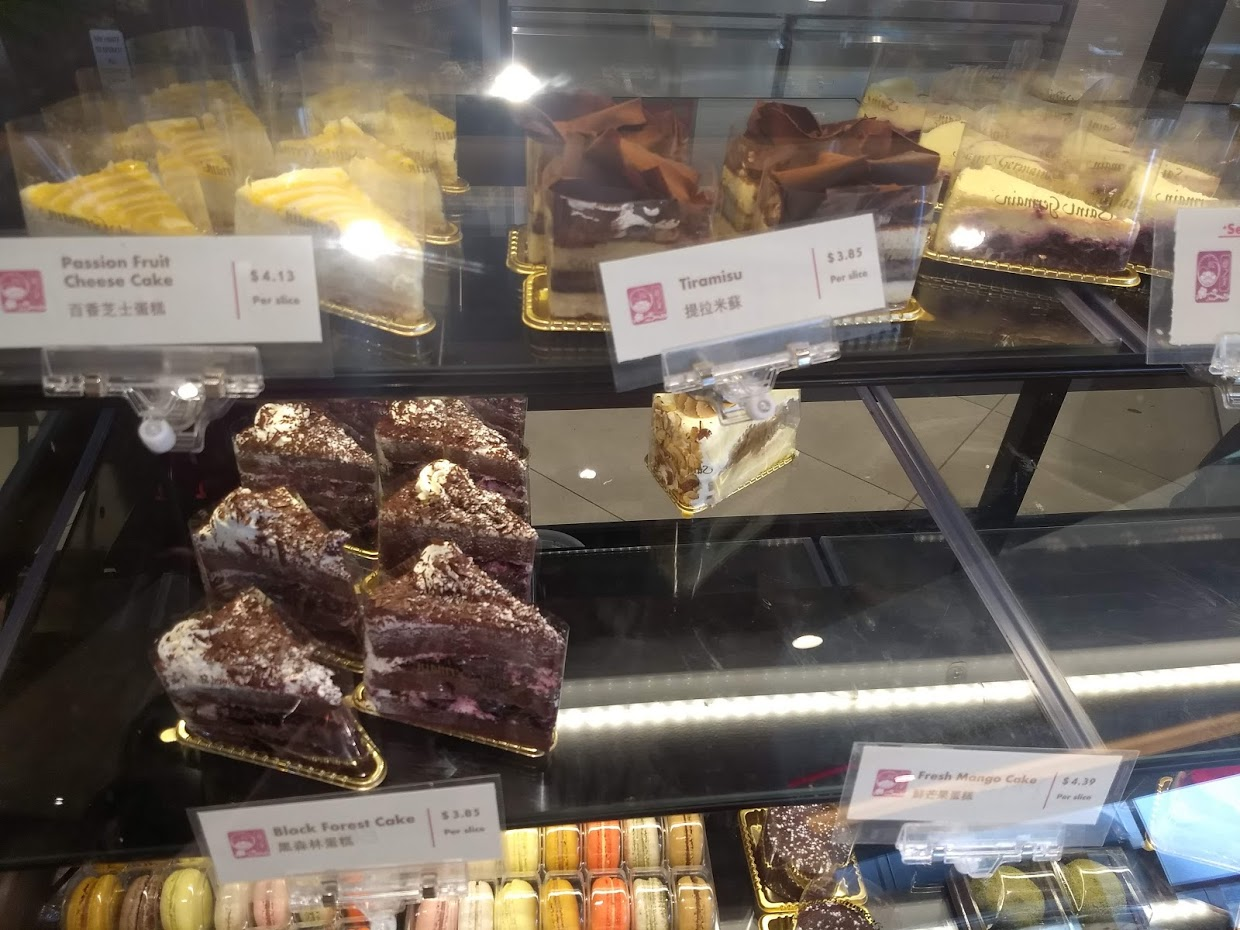 Passion Fruit
Cheese Cake
百香芝士蛋糕
$4.13
Per slice
Tiramisu
提拉米蘇
$3.85
Per slice
Saint Germain
Black Forest Cake
黑森林蛋糕
$3.85
Per slice
Fresh Mango Cake
鮮芒果蛋糕
$4.39
Per slice